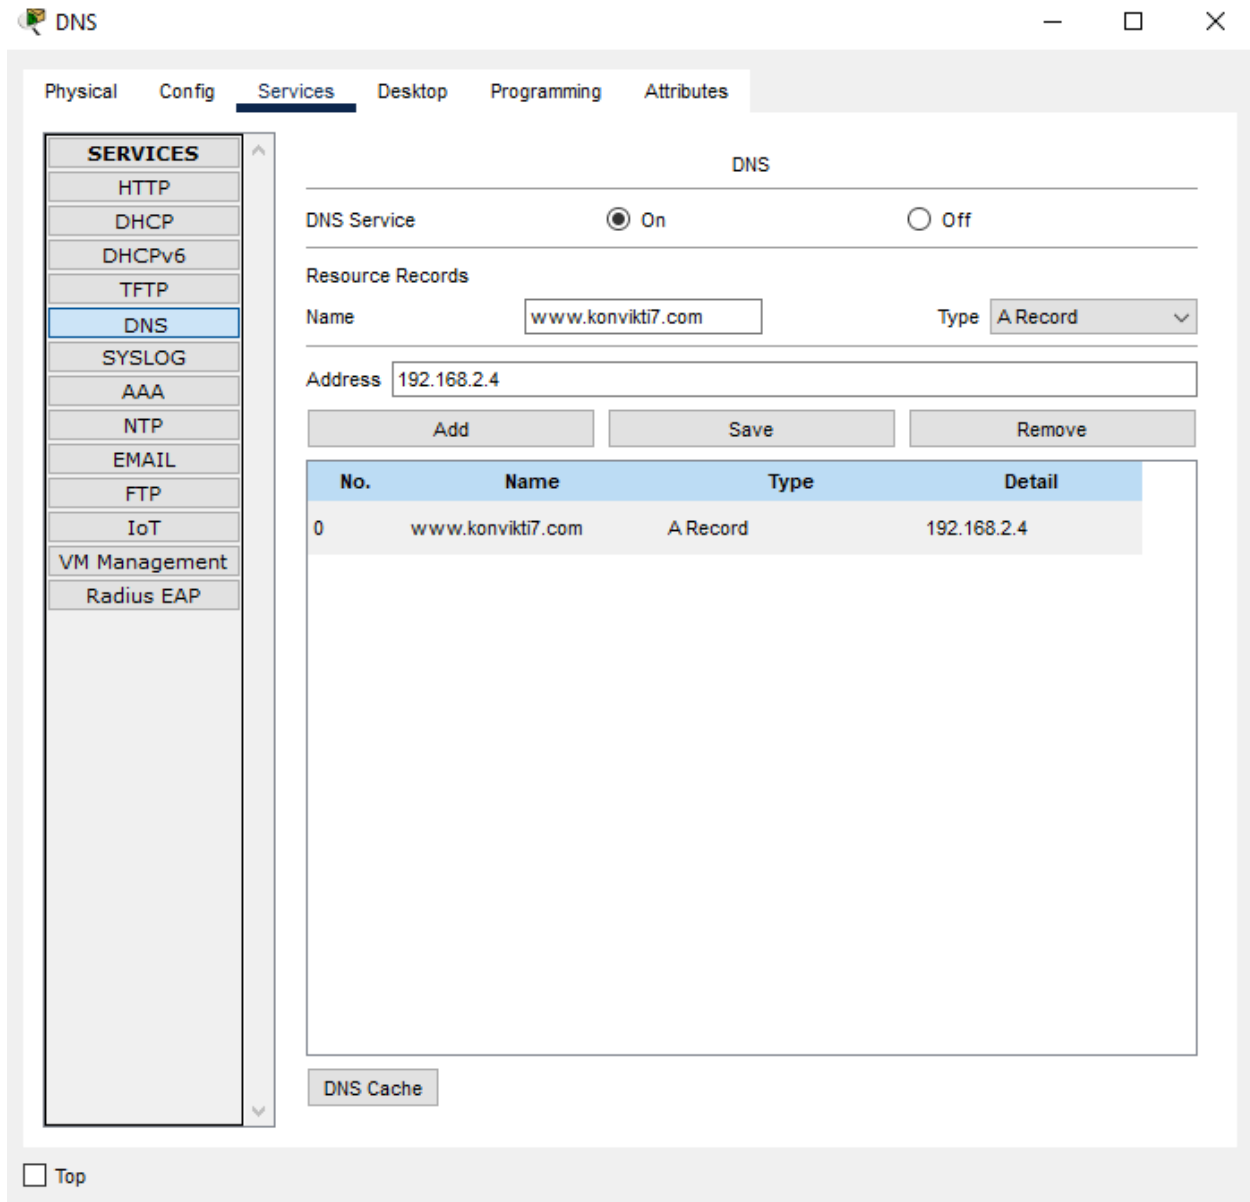 DNS
Physical Config Services Desktop Programming Attributes
SERVICES
HTTP
DHCP
DHCPv6
TFTP
DNS
SYSLOG
AAA
NTP
EMAIL
FTP
IoT
VM Management
Radius EAP
DNS
DNS Service On Off
Resource Records
Name www.konvikti7.com Type A Record
Address 192.168.2.4
Add Save Remove
No. Name Type Detail
0 www.konvikti7.com A Record 192.168.2.4
DNS Cache
Top